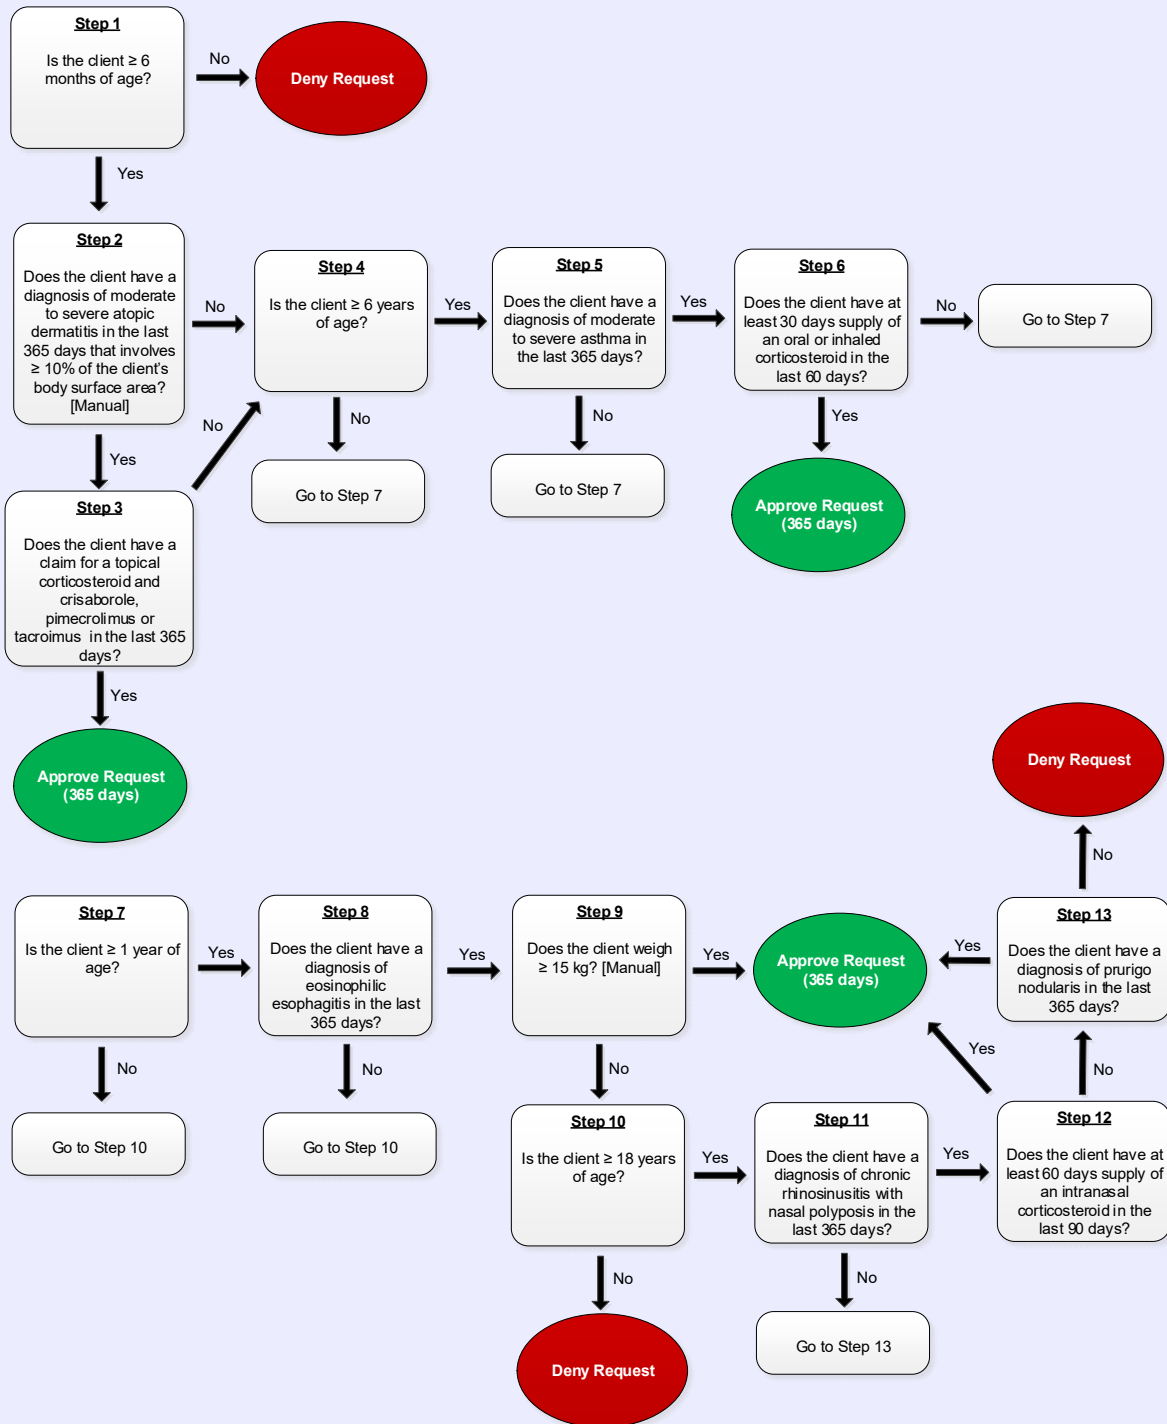 Step 1
Is the client ≥ 6
months of age?
No
Deny Request
Yes
Step 2
Does the client have a
diagnosis of moderate
to severe atopic
dermatitis in the last
365 days that involves
≥ 10% of the client's
body surface area?
[Manual]
No
Step 4
Is the client ≥ 6 years
of age?
Yes
Step 5
Does the client have a
diagnosis of moderate
to severe asthma in
the last 365 days?
Yes
Step 6
Does the client have at
least 30 days supply of
an oral or inhaled
corticosteroid in the
last 60 days?
No
Go to Step 7
No
Yes
No
Go to Step 7
No
Go to Step 7
Yes
Approve Request
(365 days)
Step 3
Does the client have a
claim for a topical
corticosteroid and
crisaborole,
pimecrolimus or
tacroimus in the last 365
days?
Yes
Approve Request
(365 days)
Deny Request
No
Step 7
Is the client ≥ 1 year of
age?
Yes
Step 8
Does the client have a
diagnosis of
eosinophilic
esophagitis in the last
365 days?
Yes
Step 9
Does the client weigh
≥ 15 kg? [Manual]
Yes
Approve Request
(365 days)
Yes
Step 13
Does the client have a
diagnosis of prurigo
nodularis in the last
365 days?
No
Go to Step 10
No
Go to Step 10
No
Yes
No
Step 10
Is the client ≥ 18 years
of age?
Yes
Step 11
Does the client have a
diagnosis of chronic
rhinosinusitis with
nasal polyposis in the
last 365 days?
Yes
Step 12
Does the client have at
least 60 days supply of
an intranasal
corticosteroid in the
last 90 days?
No
Deny Request
No
Go to Step 13